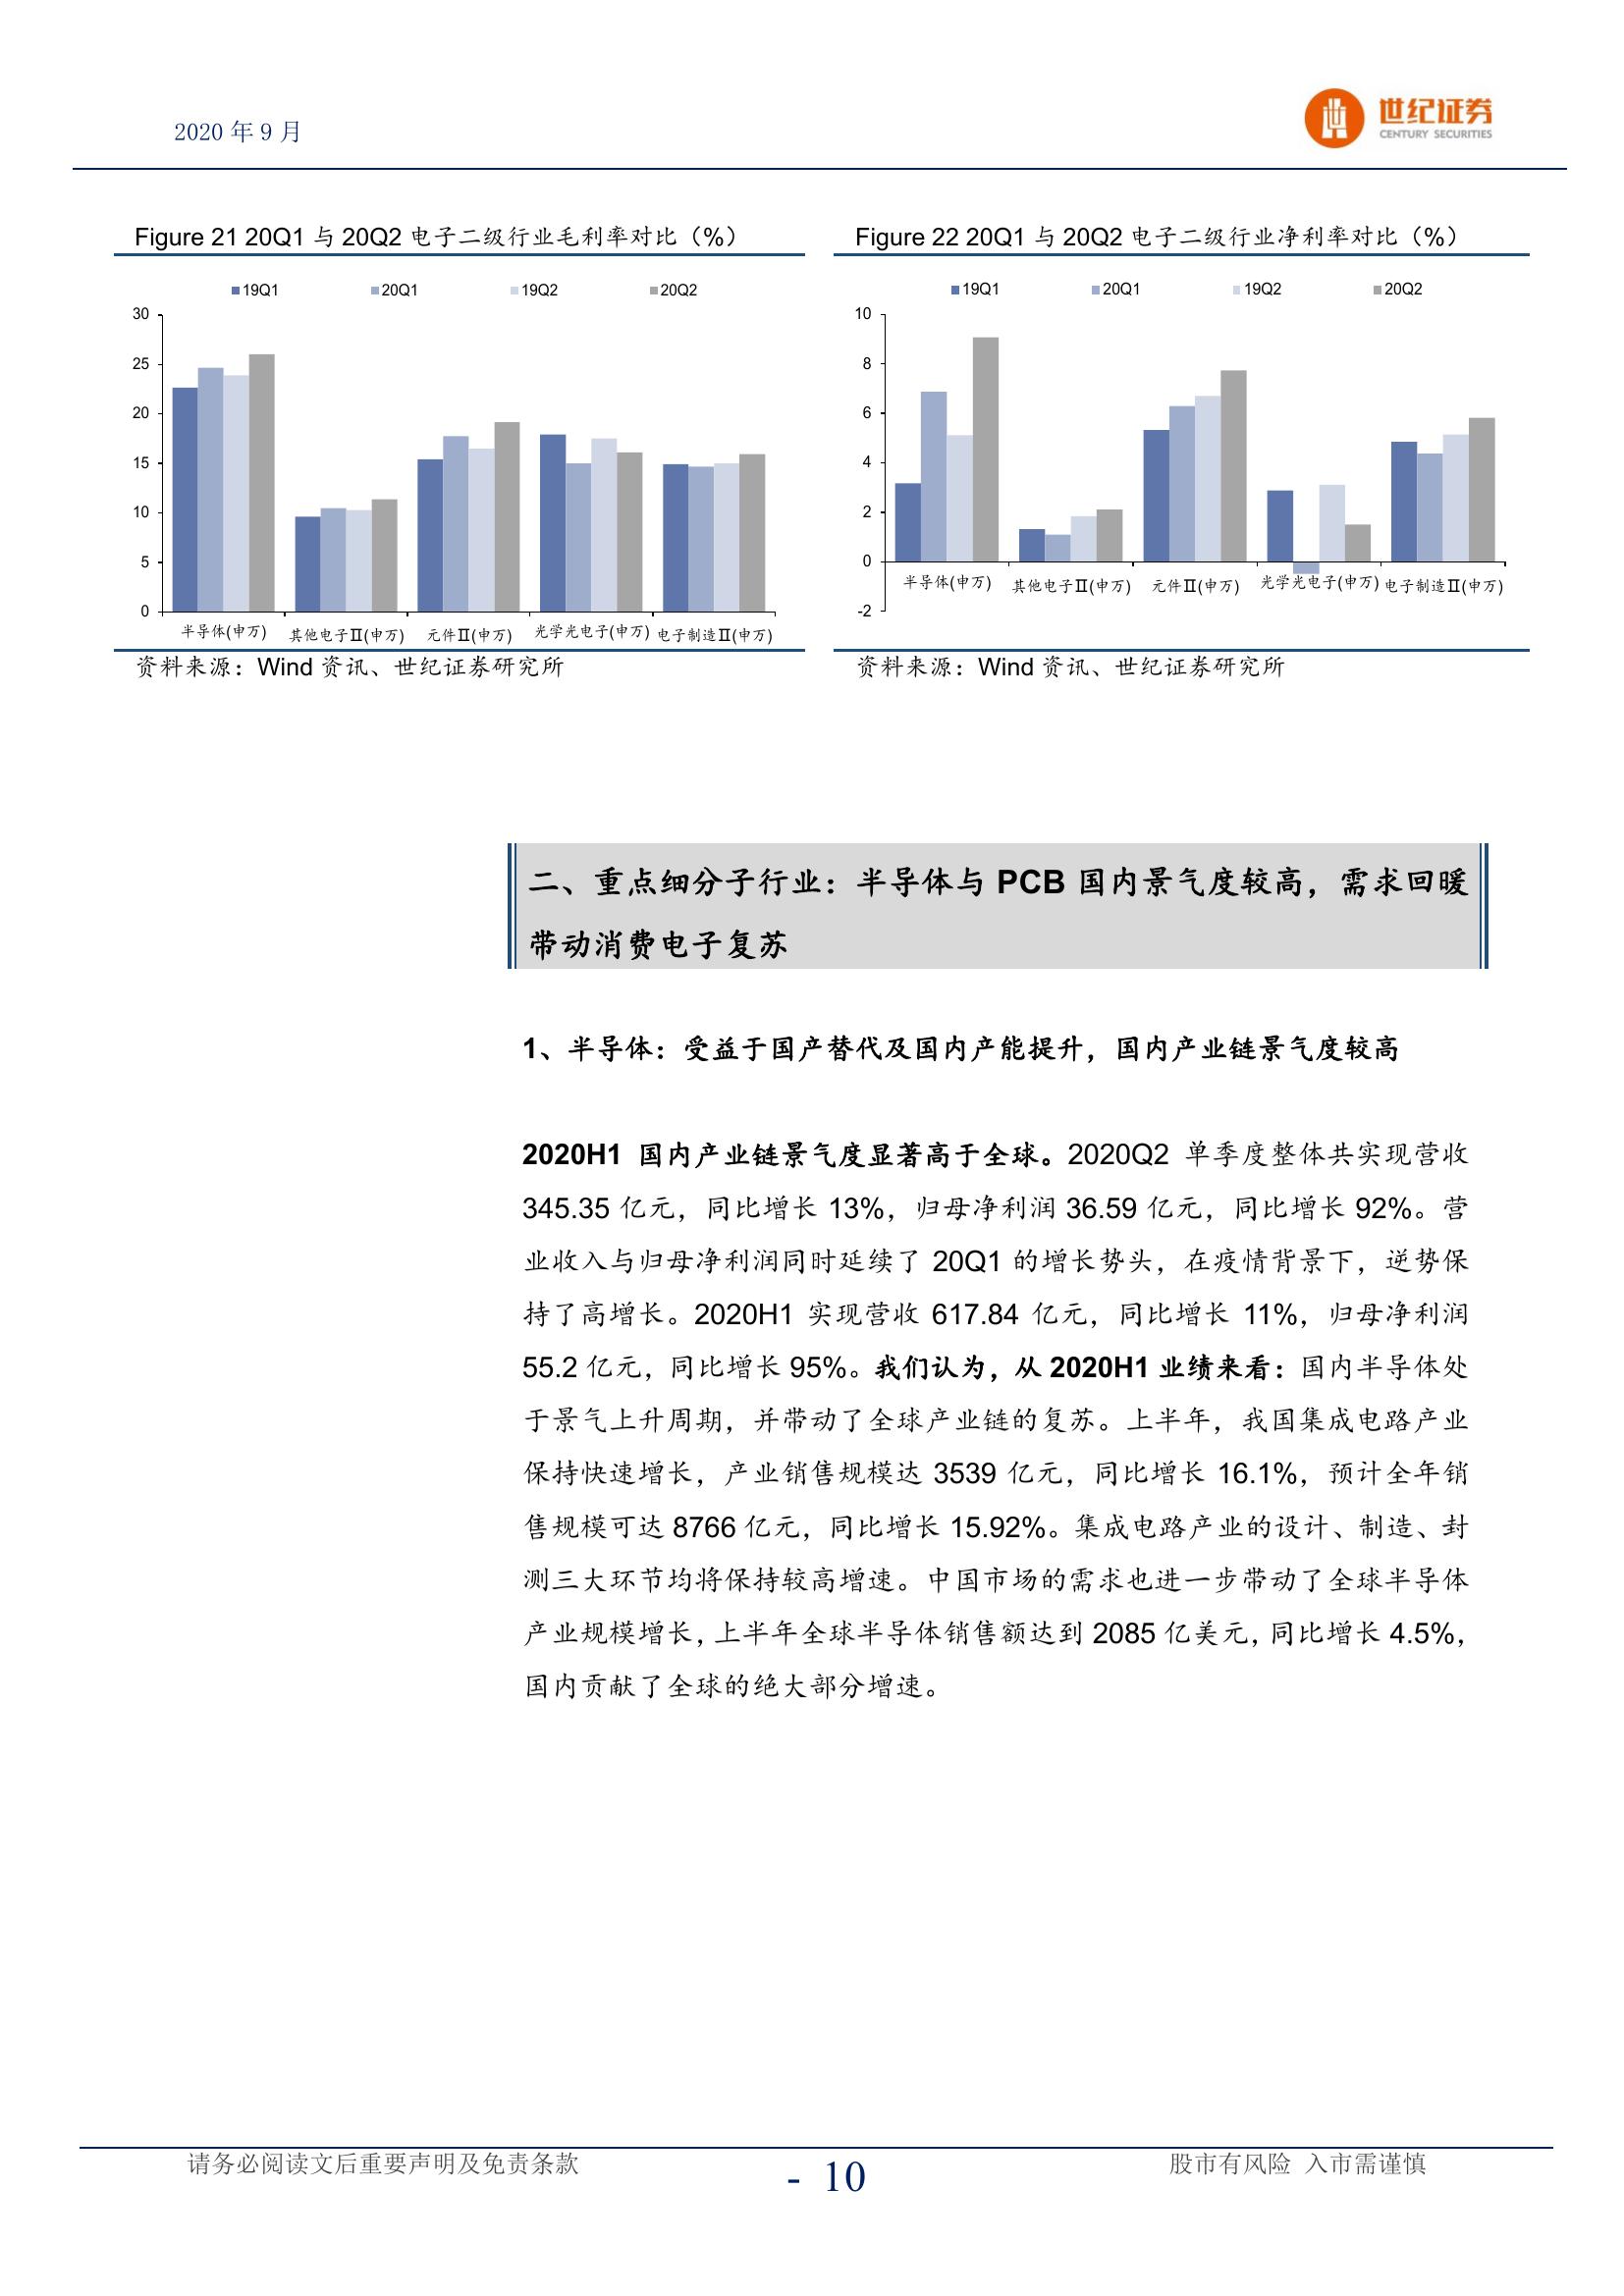 2020 年 9 月
世纪证券
CENTURY SECURITIES
Figure 21 20Q1 与 20Q2 电子二级行业毛利率对比（%）
19Q1 20Q1 19Q2 20Q2
30
25
20
15
10
5
0
半导体(申万) 其他电子Ⅱ(申万) 元件Ⅱ(申万) 光学光电子(申万) 电子制造Ⅱ(申万)
资料来源：Wind 资讯、世纪证券研究所
Figure 22 20Q1 与 20Q2 电子二级行业净利率对比（%）
19Q1 20Q1 19Q2 20Q2
10
8
6
4
2
0
-2
半导体(申万) 其他电子Ⅱ(申万) 元件Ⅱ(申万) 光学光电子(申万) 电子制造Ⅱ(申万)
资料来源：Wind 资讯、世纪证券研究所
二、重点细分子行业：半导体与 PCB 国内景气度较高，需求回暖
带动消费电子复苏
1、半导体：受益于国产替代及国内产能提升，国内产业链景气度较高
2020H1 国内产业链景气度显著高于全球。2020Q2 单季度整体共实现营收
345.35 亿元，同比增长 13%，归母净利润 36.59 亿元，同比增长 92%。营
业收入与归母净利润同时延续了 20Q1 的增长势头，在疫情背景下，逆势保
持了高增长。2020H1 实现营收 617.84 亿元，同比增长 11%，归母净利润
55.2 亿元，同比增长 95%。我们认为，从 2020H1 业绩来看：国内半导体处
于景气上升周期，并带动了全球产业链的复苏。上半年，我国集成电路产业
保持快速增长，产业销售规模达 3539 亿元，同比增长 16.1%，预计全年销
售规模可达 8766 亿元，同比增长 15.92%。集成电路产业的设计、制造、封
测三大环节均将保持较高增速。中国市场的需求也进一步带动了全球半导体
产业规模增长，上半年全球半导体销售额达到 2085 亿美元，同比增长 4.5%，
国内贡献了全球的绝大部分增速。
请务必阅读文后重要声明及免责条款
- 10
股市有风险 入市需谨慎